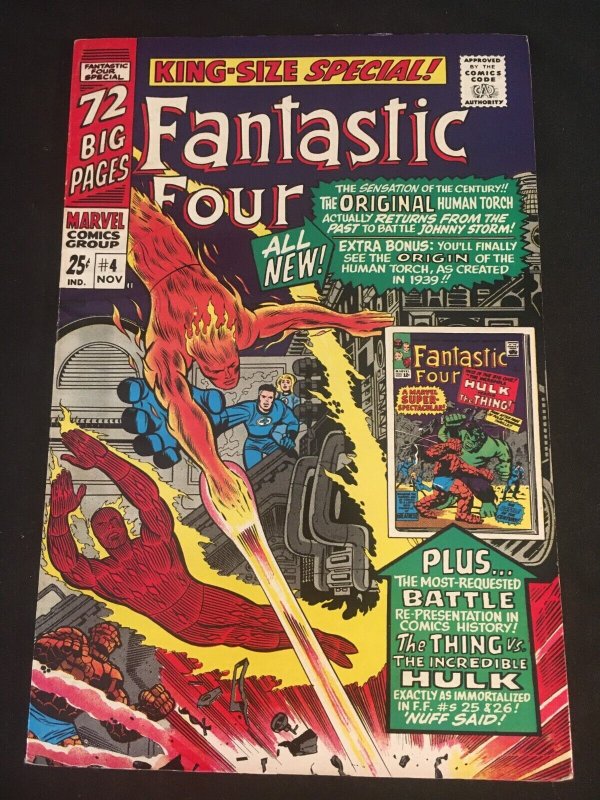 FANTASTIC
FOUR
SPECIAL
72
BIG
PAGES
MARVEL
COMICS
GROUP
25¢
IND.
#4
NOV
KING-SIZE SPECIAL!
APPROVED
BY THE
COMICS
CODE
AUTHORITY
Fantastic
Four
THE SENSATION OF THE CENTURY!!
THE ORIGINAL HUMAN TORCH
ACTUALLY RETURNS FROM THE
PAST TO BATTLE JOHNNY STORM!
ALL
NEW!
EXTRA BONUS: YOU'LL FINALLY
SEE THE ORIGIN OF THE
HUMAN TORCH, AS CREATED
IN 1939!!
Fantastic
Four
HULK
THE THING!
A MARVEL
SUPER-
SPECTACULAR!
PLUS...
THE MOST-REQUESTED
BATTLE
RE-PRESENTATION IN
COMICS HISTORY!
The THING Vs.
THE INCREDIBLE
HULK
EXACTLY AS IMMORTALIZED
IN F.F. #s 25 & 26!
'NUFF SAID!